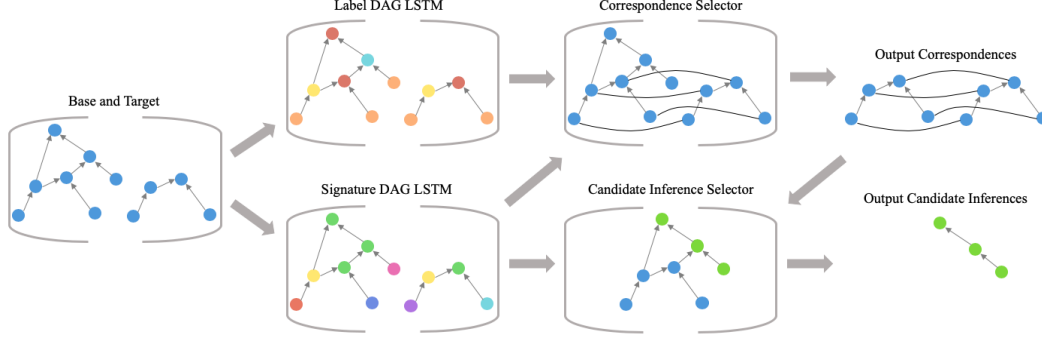 Label DAG LSTM
Correspondence Selector
Output Correspondences
Base and Target
Signature DAG LSTM
Candidate Inference Selector
Output Candidate Inferences